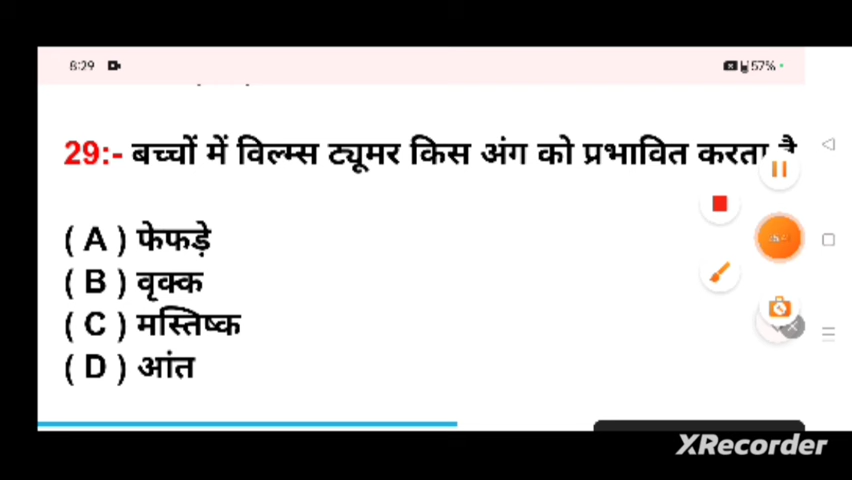 8:29
57%
29:- बच्चों में विल्म्स ट्यूमर किस अंग को प्रभावित करता है
( A ) फेफड़े
( B ) वृक्क
( C ) मस्तिष्क
( D ) आंत
XRecorder